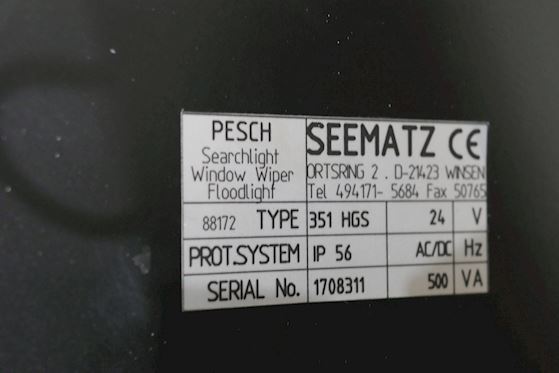 PESCH
Searchlight
Window Wiper
Floodlight
SEEMATZ CE
ORTSRING 2 . D-21423 WINSEN
Tel 494171- 5684 Fax 50765
88172 TYPE 351 HGS 24 V
PROT.SYSTEM IP 56 AC/DC Hz
SERIAL No. 1708311 500 VA